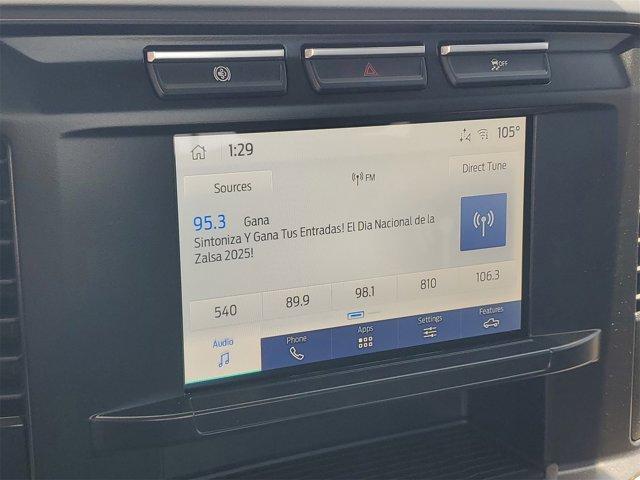 OFF
1:29
105°
Sources
FM
Direct Tune
95.3 Gana
Sintoniza Y Gana Tus Entradas! El Dia Nacional de la
Zalsa 2025!
540 89.9 98.1 810 106.3
Audio Phone Apps Settings Features